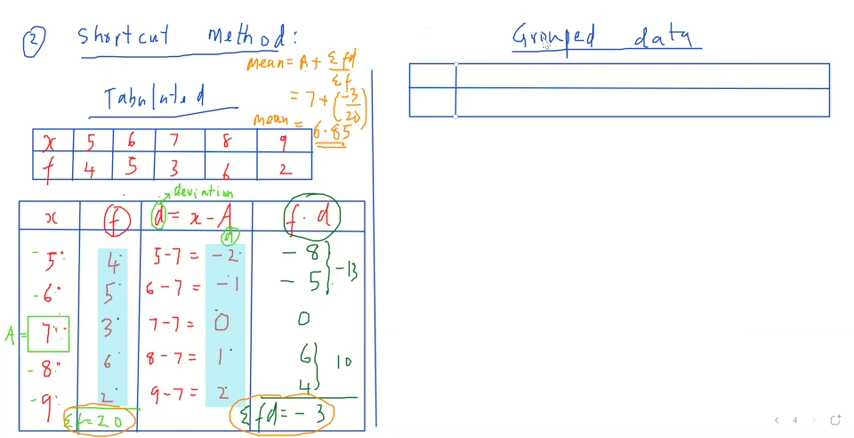 ② Shortcut Method:
mean = A + Σfd/Σf
= 7 + (-3/20)
mean = 6.85
Tabulated
x 5 6 7 8 9
f 4 5 3 6 2
deviation
x f d = x - A f·d
d
5 4 5-7 = -2 -8
6 5 6-7 = -1 -5
-13
A = 7 3 7-7 = 0 0
8 6 8-7 = 1 6
10
9 2 9-7 = 2 4
Σf = 20 Σfd = -3
Grouped data
4